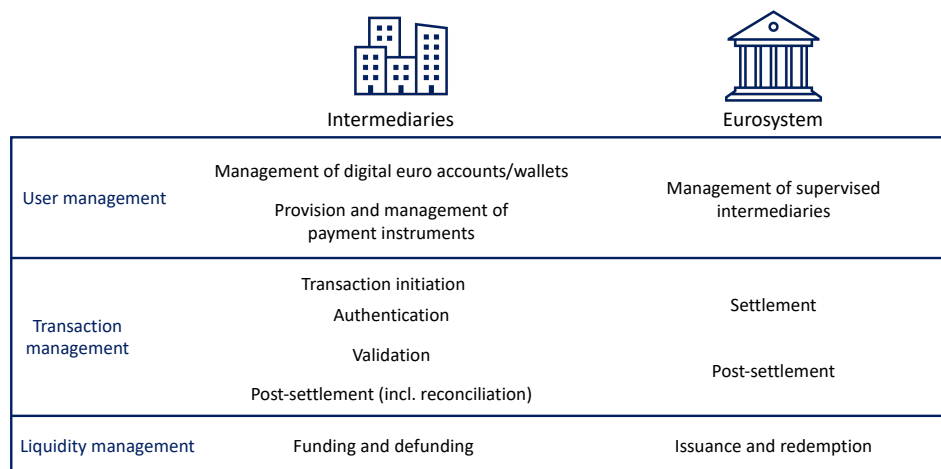 Intermediaries
Eurosystem
User management
Management of digital euro accounts/wallets
Provision and management of
payment instruments
Management of supervised
intermediaries
Transaction
management
Transaction initiation
Authentication
Validation
Post-settlement (incl. reconciliation)
Settlement
Post-settlement
Liquidity management
Funding and defunding
Issuance and redemption